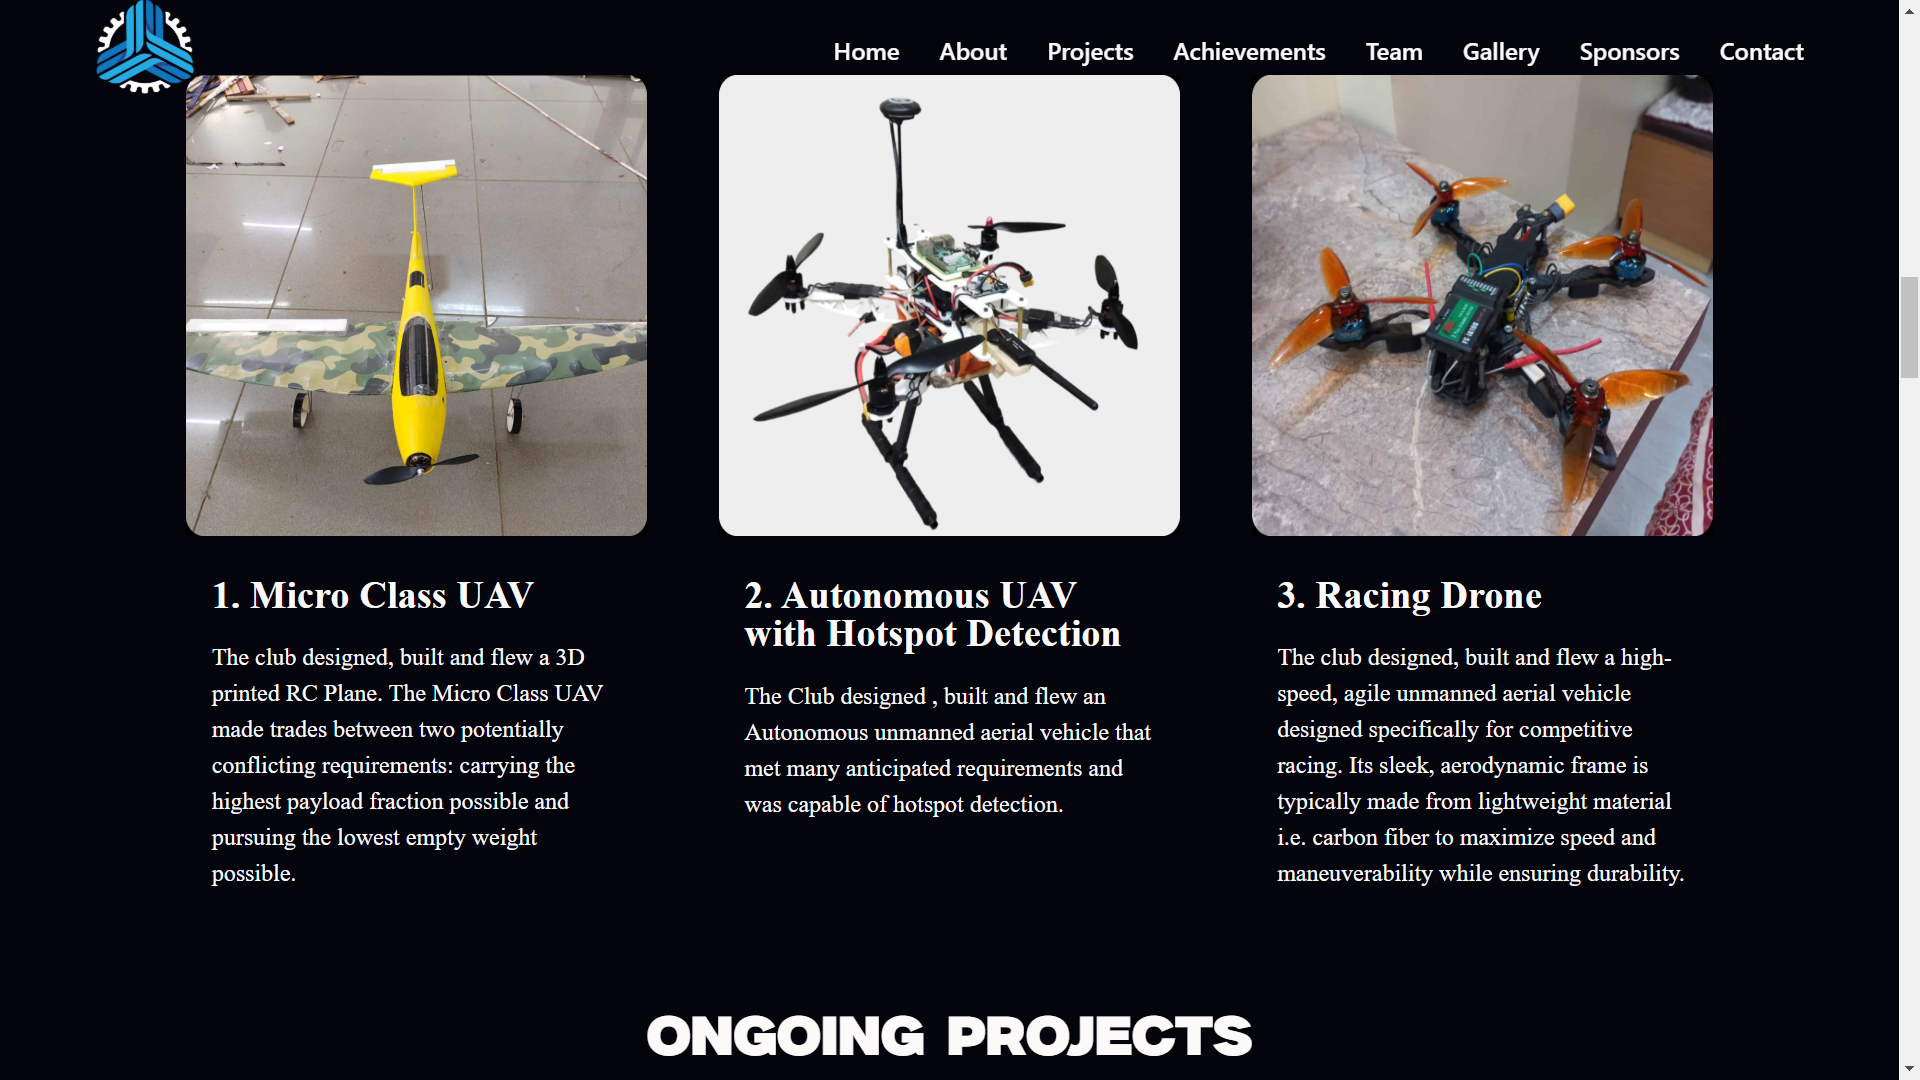 Home About Projects Achievements Team Gallery Sponsors Contact
1. Micro Class UAV
The club designed, built and flew a 3D
printed RC Plane. The Micro Class UAV
made trades between two potentially
conflicting requirements: carrying the
highest payload fraction possible and
pursuing the lowest empty weight
possible.
2. Autonomous UAV
with Hotspot Detection
The Club designed , built and flew an
Autonomous unmanned aerial vehicle that
met many anticipated requirements and
was capable of hotspot detection.
3. Racing Drone
The club designed, built and flew a high-
speed, agile unmanned aerial vehicle
designed specifically for competitive
racing. Its sleek, aerodynamic frame is
typically made from lightweight material
i.e. carbon fiber to maximize speed and
maneuverability while ensuring durability.
ONGOING PROJECTS